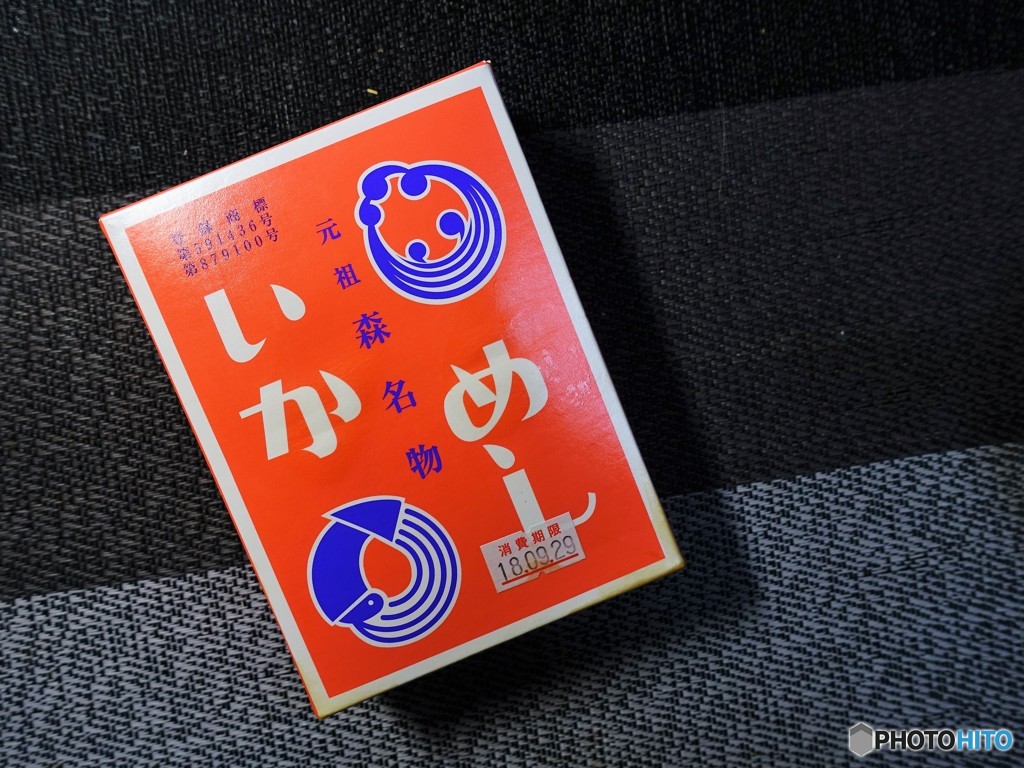 登録商標
第591436号
第879100号
元祖森名物
いか
めし
消費期限
18.09.29
PHOTOHITO